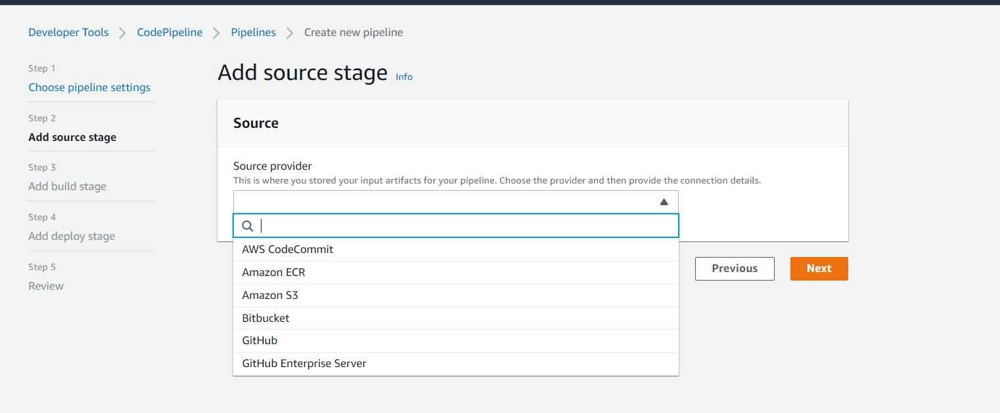 Developer Tools CodePipeline Pipelines Create new pipeline
Step 1
Choose pipeline settings
Step 2
Add source stage
Step 3
Add build stage
Step 4
Add deploy stage
Step 5
Review
Add source stage Info
Source
Source provider
This is where you stored your input artifacts for your pipeline. Choose the provider and then provide the connection details.
AWS CodeCommit
Amazon ECR
Amazon S3
Bitbucket
GitHub
GitHub Enterprise Server
Previous Next